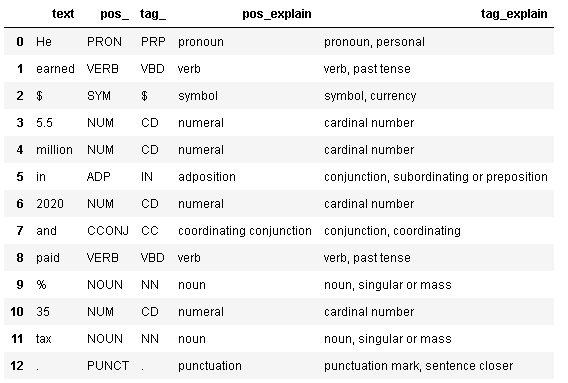 text pos_ tag_ pos_explain tag_explain
0 He PRON PRP pronoun pronoun, personal
1 earned VERB VBD verb verb, past tense
2 $ SYM $ symbol symbol, currency
3 5.5 NUM CD numeral cardinal number
4 million NUM CD numeral cardinal number
5 in ADP IN adposition conjunction, subordinating or preposition
6 2020 NUM CD numeral cardinal number
7 and CCONJ CC coordinating conjunction conjunction, coordinating
8 paid VERB VBD verb verb, past tense
9 % NOUN NN noun noun, singular or mass
10 35 NUM CD numeral cardinal number
11 tax NOUN NN noun noun, singular or mass
12 . PUNCT . punctuation punctuation mark, sentence closer